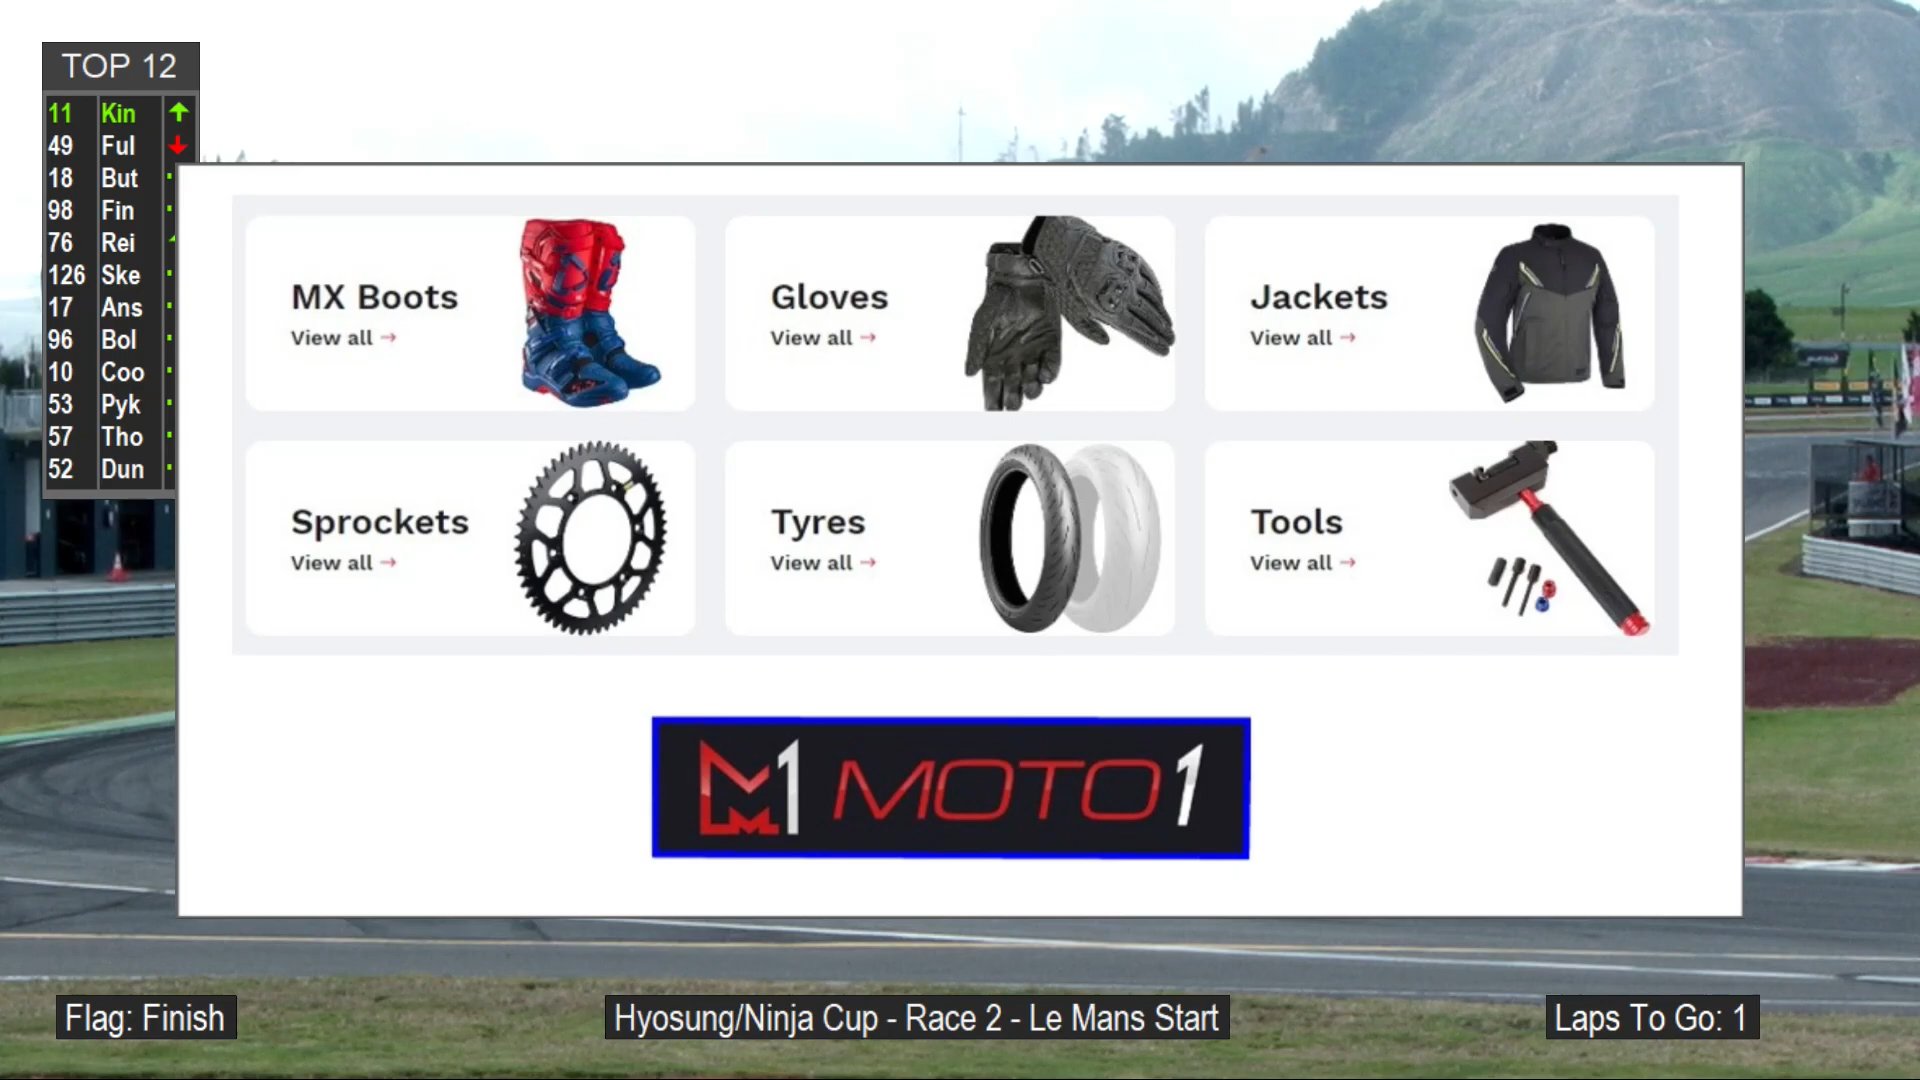 TOP 12
11 Kin
49 Ful
18 But
98 Fin
76 Rei
126 Ske
17 Ans
96 Bol
10 Coo
53 Pyk
57 Tho
52 Dun
MX Boots
View all →
Gloves
View all →
Jackets
View all →
Sprockets
View all →
Tyres
View all →
Tools
View all →
M1 MOTO1
Flag: Finish
Hyosung/Ninja Cup - Race 2 - Le Mans Start
Laps To Go: 1